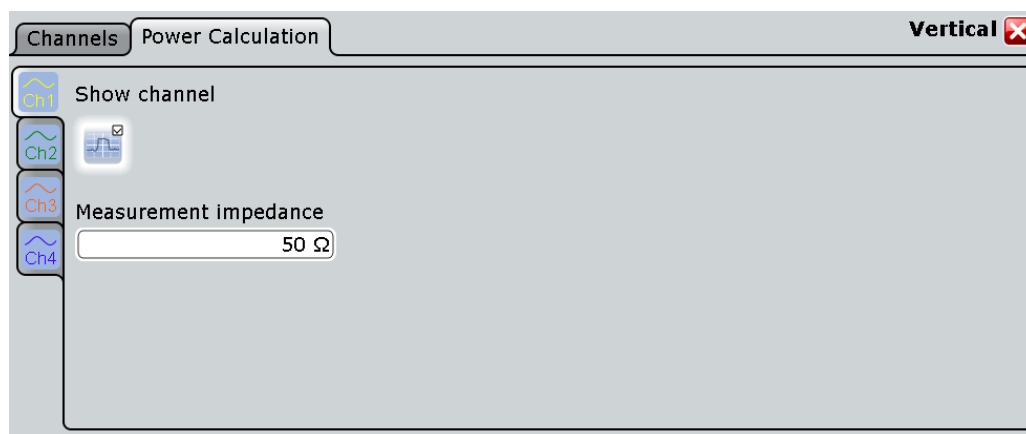 Channels Power Calculation Vertical
Ch1 Show channel
Ch2
Ch3 Measurement impedance
50 Ω
Ch4